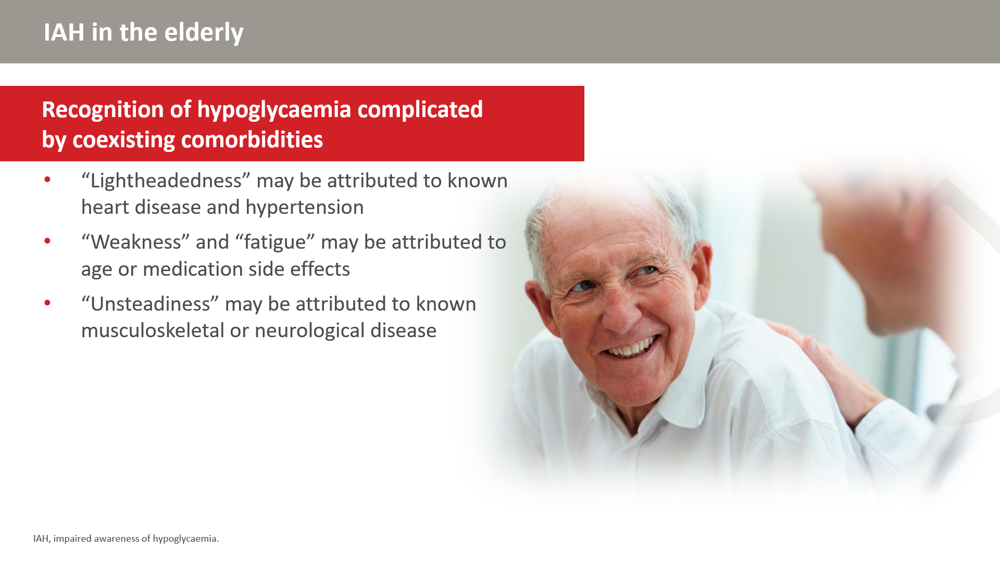 IAH in the elderly
Recognition of hypoglycaemia complicated
by coexisting comorbidities
• “Lightheadedness” may be attributed to known
heart disease and hypertension
• “Weakness” and “fatigue” may be attributed to
age or medication side effects
• “Unsteadiness” may be attributed to known
musculoskeletal or neurological disease
IAH, impaired awareness of hypoglycaemia.